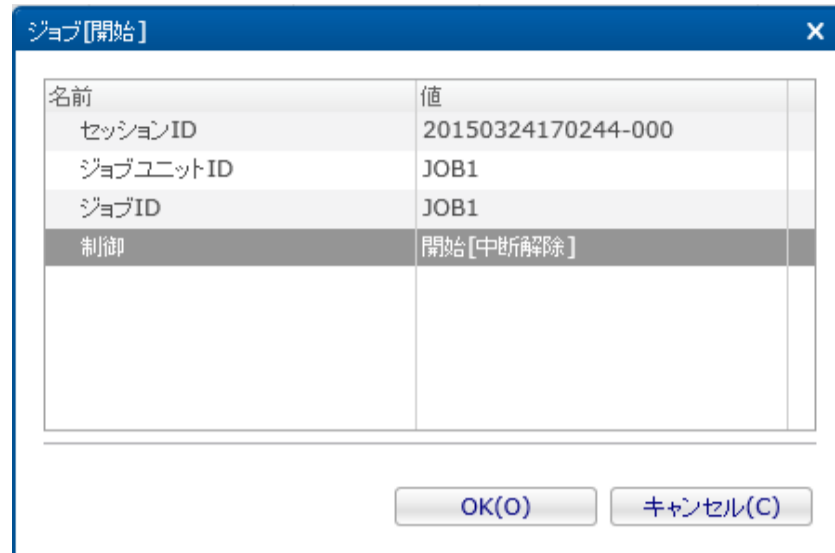 ジョブ[開始]
名前 値
セッションID 20150324170244-000
ジョブユニットID JOB1
ジョブID JOB1
制御 開始[中断解除]
OK(O) キャンセル(C)